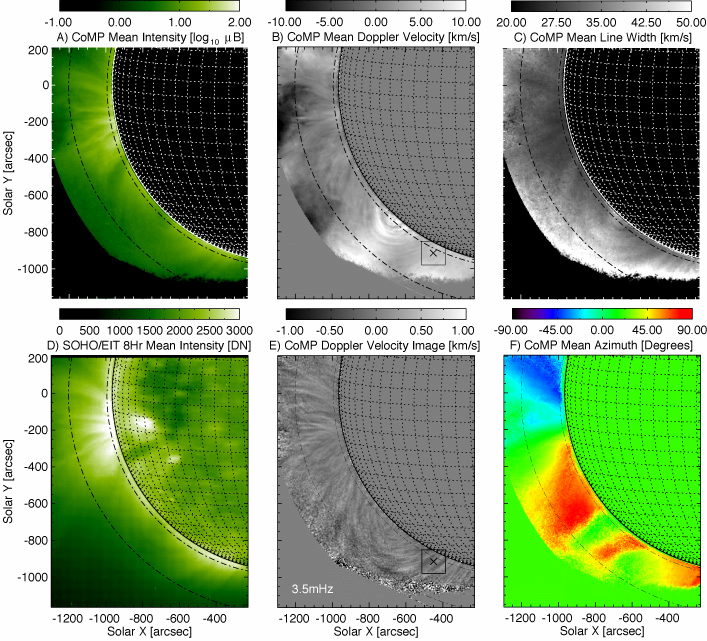 -1.00 0.00 1.00 2.00
-10.00 -5.00 0.00 5.00 10.00
20.00 27.50 35.00 42.50 50.00
A) CoMP Mean Intensity [log10 μB]
B) CoMP Mean Doppler Velocity [km/s]
C) CoMP Mean Line Width [km/s]
200
0
-200
-400
-600
-800
-1000
Solar Y [arcsec]
0 500 1000 1500 2000 2500 3000
-1.00 -0.50 0.00 0.50 1.00
-90.00 -45.00 0.00 45.00 90.00
D) SOHO/EIT 8Hr Mean Intensity [DN]
E) CoMP Doppler Velocity Image [km/s]
F) CoMP Mean Azimuth [Degrees]
200
0
-200
-400
-600
-800
-1000
Solar Y [arcsec]
3.5mHz
-1200 -1000 -800 -600 -400
-1200 -1000 -800 -600 -400
-1200 -1000 -800 -600 -400
Solar X [arcsec]
Solar X [arcsec]
Solar X [arcsec]